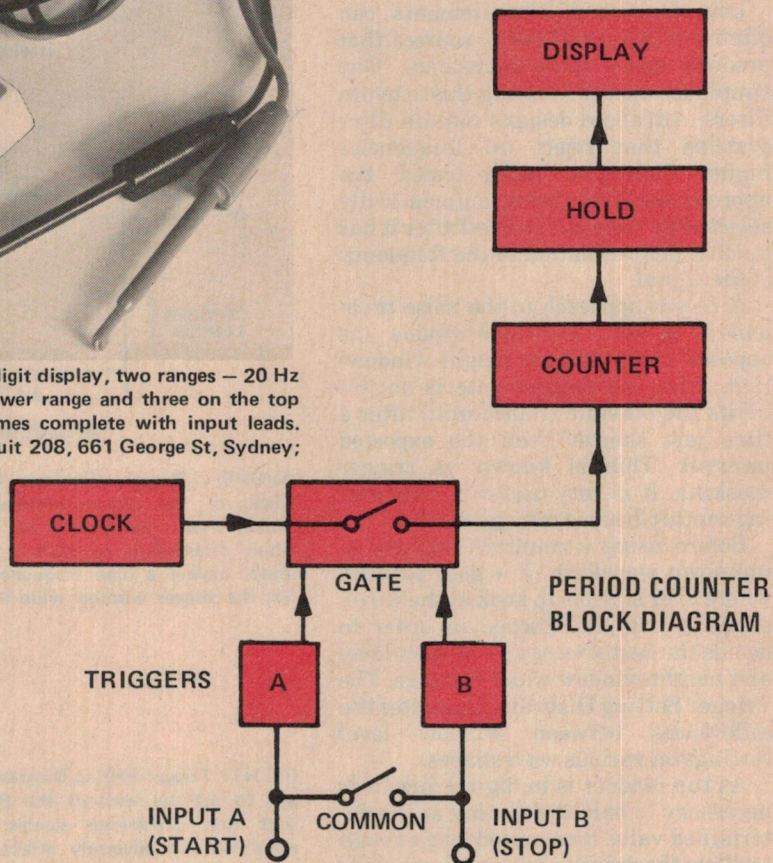 DISPLAY
HOLD
COUNTER
digit display, two ranges — 20 Hz
wer range and three on the top
mes complete with input leads.
uit 208, 661 George St, Sydney;
CLOCK
GATE
PERIOD COUNTER
BLOCK DIAGRAM
TRIGGERS
A
B
INPUT A
(START)
COMMON
INPUT B
(STOP)